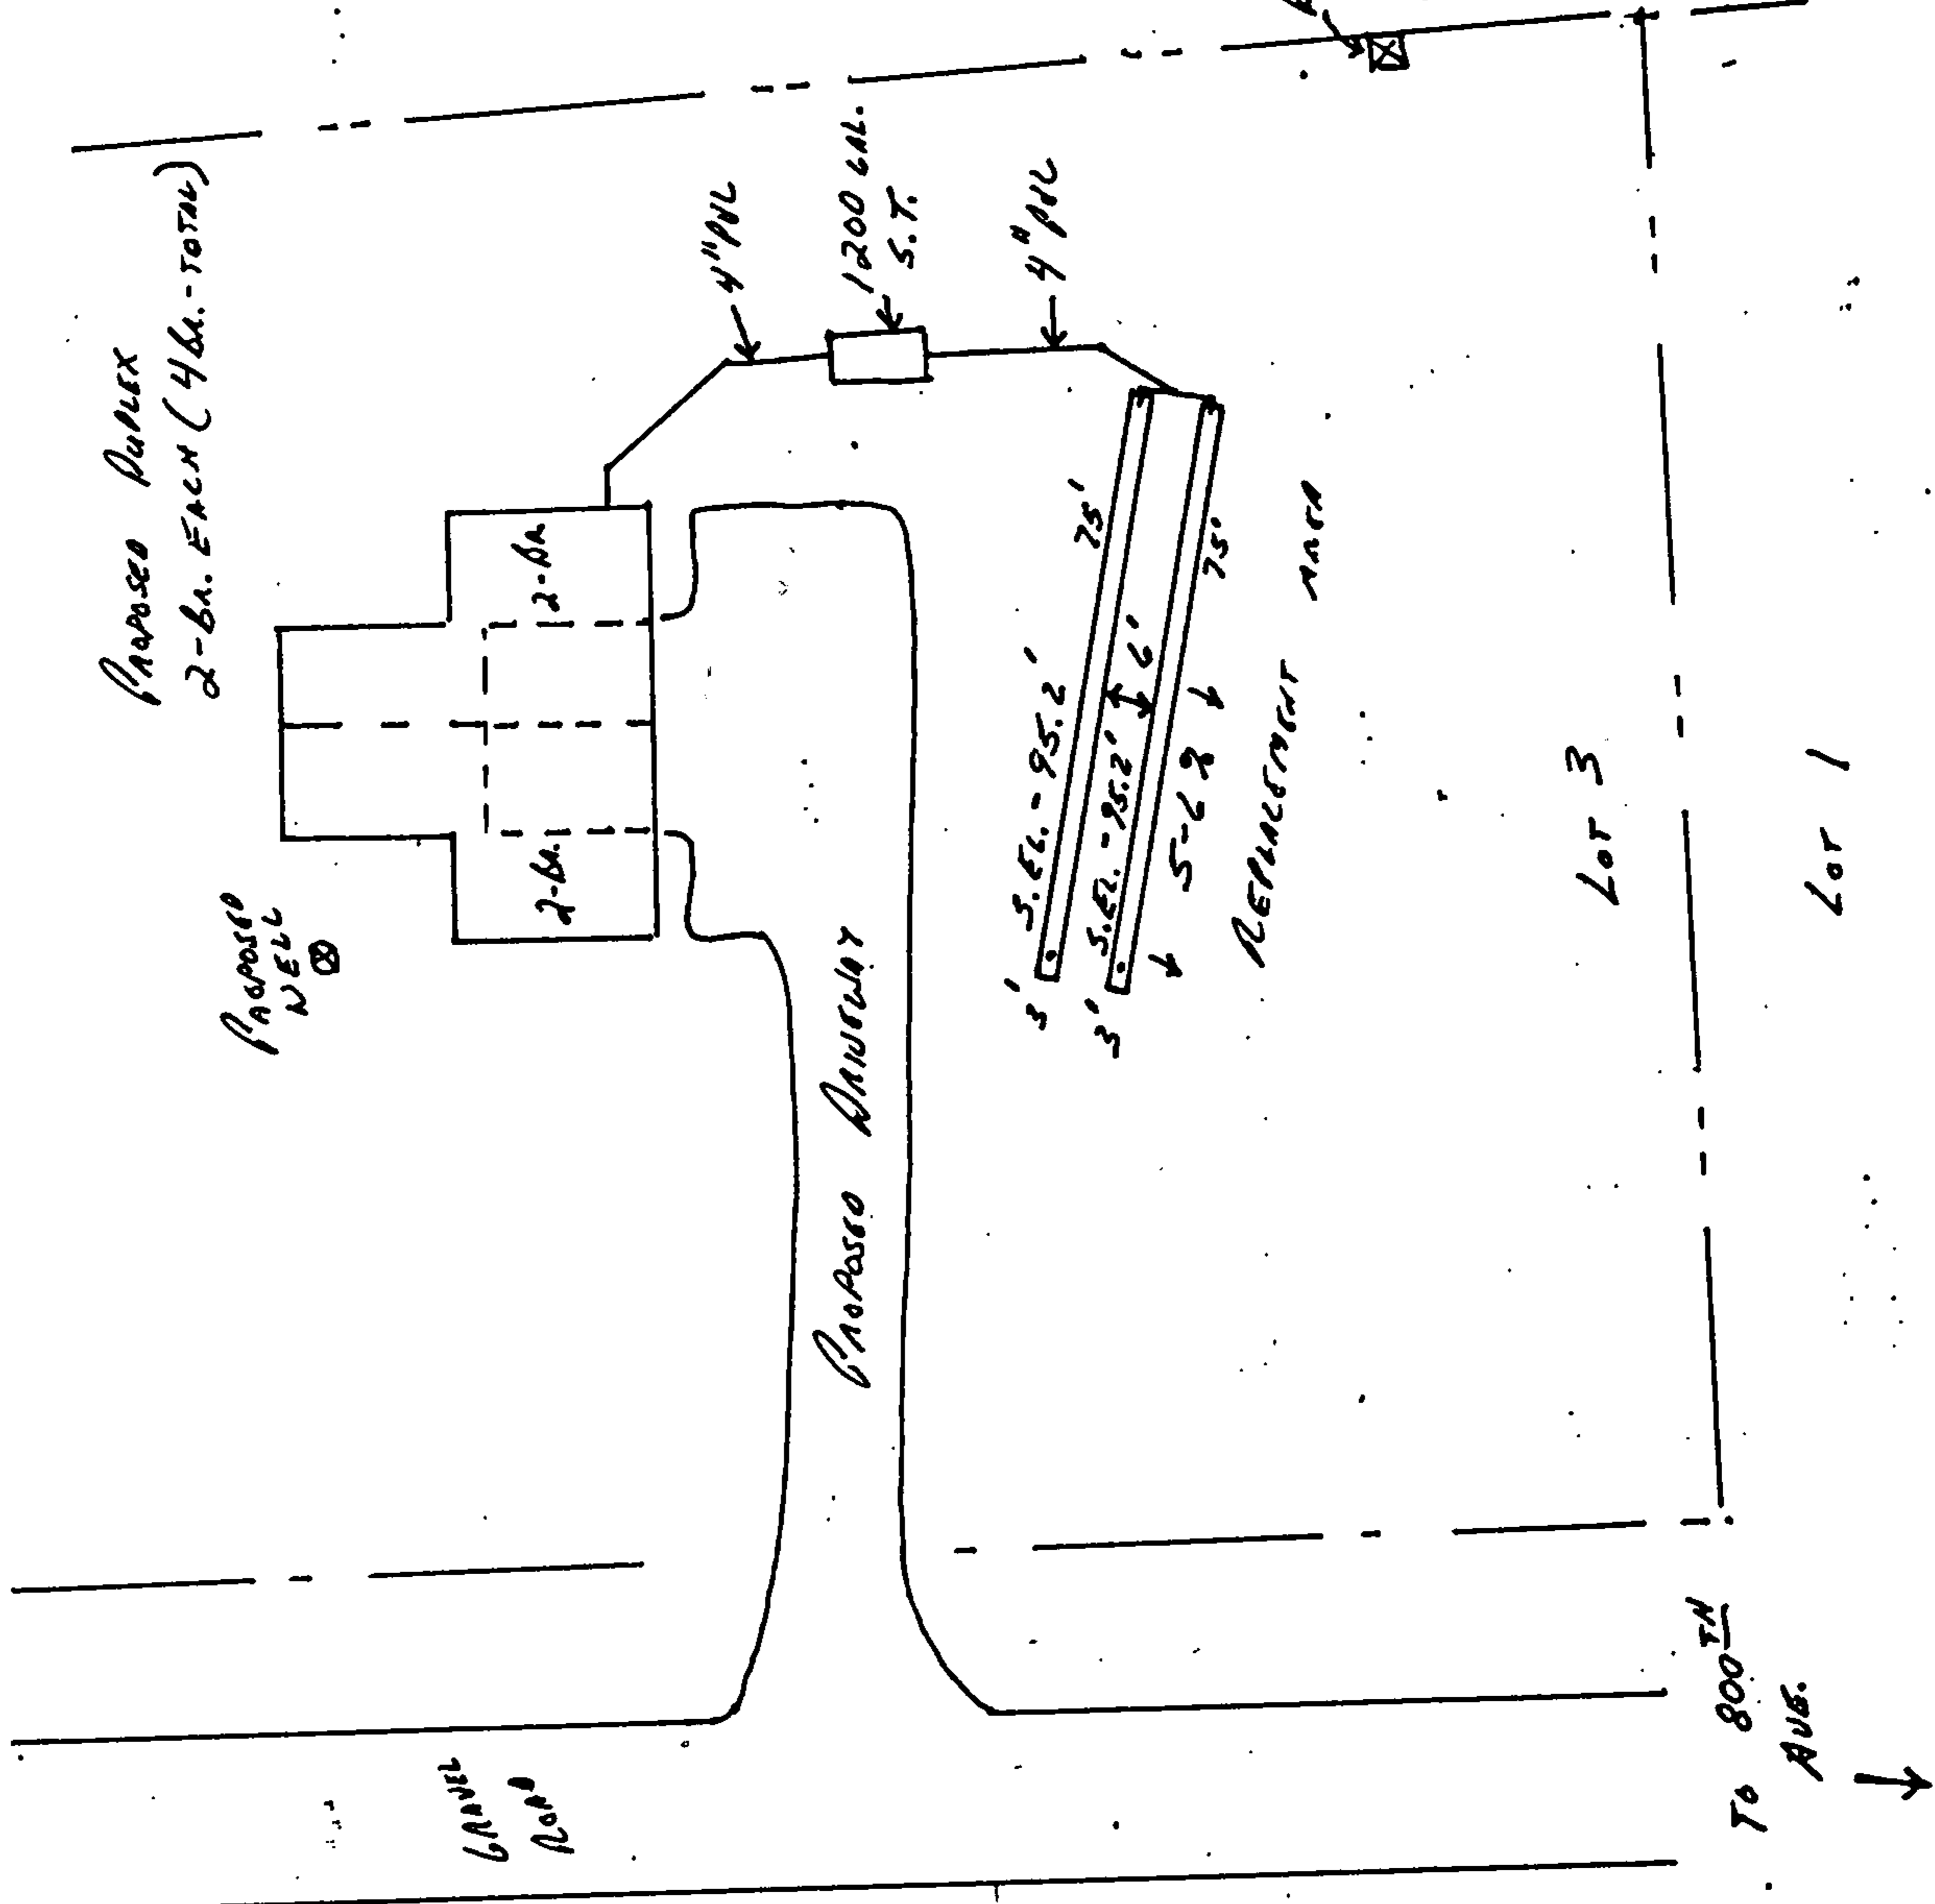 Proposed Duplex
2-Br. Each (4 Br. - Total)
Proposed
Well
4" PVC
1200 Gal.
S.T.
4" PVC
2-Br.
2-Br.
Proposed Driveway
75'
S.EL. - 95.2'
3'
6'
75'
S.EL. - 95.2'
3'
Replacement Area
Lot 3
Lot 1
Gravel
Road
To 800TH
Ave.